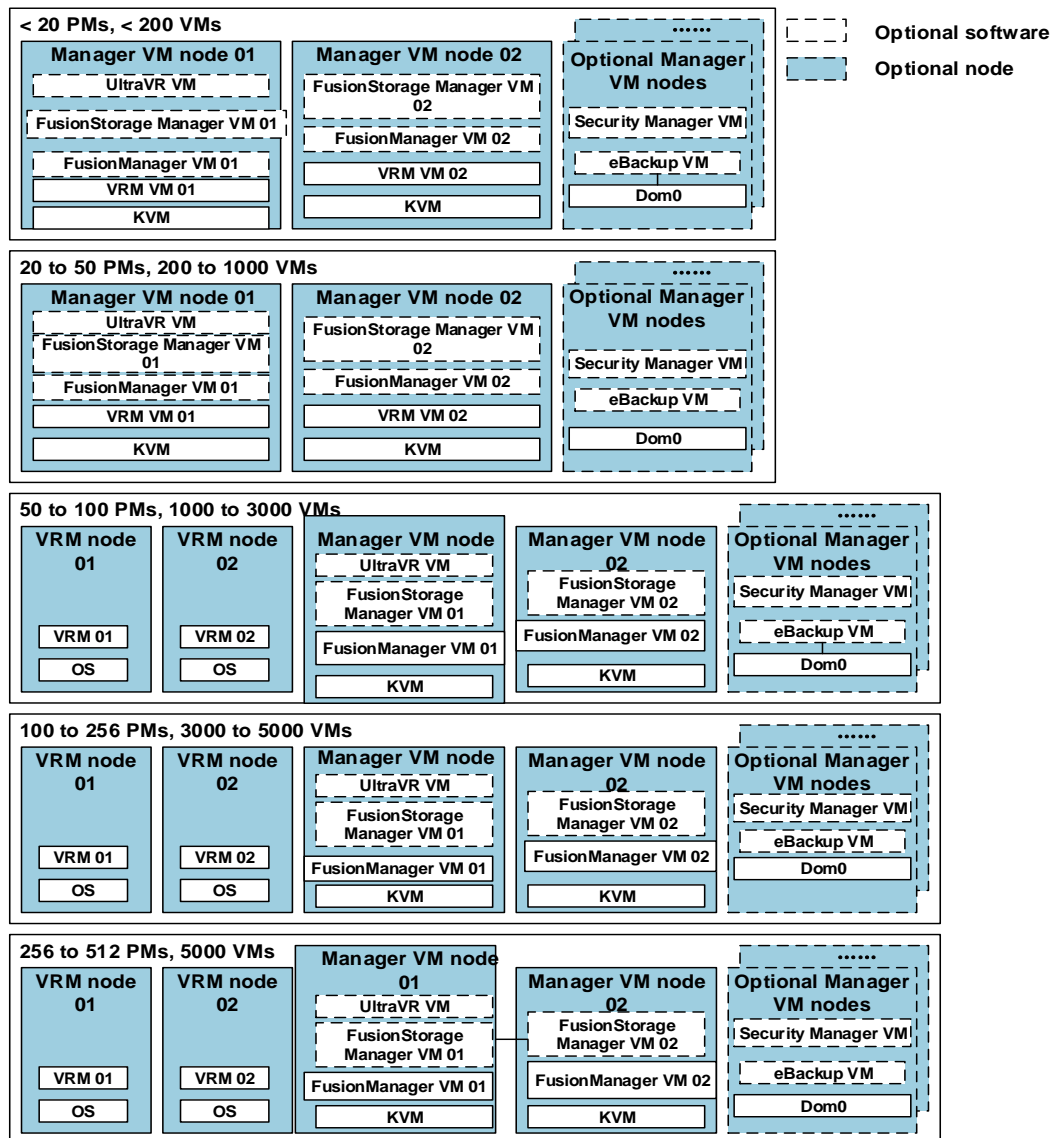 < 20 PMs, < 200 VMs
......
Manager VM node 01
UltraVR VM
FusionStorage Manager VM 01
FusionManager VM 01
VRM VM 01
KVM
Manager VM node 02
FusionStorage Manager VM
02
FusionManager VM 02
VRM VM 02
KVM
Optional Manager
VM nodes
Security Manager VM
eBackup VM
Dom0
Optional software
Optional node
20 to 50 PMs, 200 to 1000 VMs
......
Manager VM node 01
UltraVR VM
FusionStorage Manager VM
01
FusionManager VM 01
VRM VM 01
KVM
Manager VM node 02
FusionStorage Manager VM
02
FusionManager VM 02
VRM VM 02
KVM
Optional Manager
VM nodes
Security Manager VM
eBackup VM
Dom0
50 to 100 PMs, 1000 to 3000 VMs
......
VRM node
01
VRM 01
OS
VRM node
02
VRM 02
OS
Manager VM node
UltraVR VM
FusionStorage
Manager VM 01
FusionManager VM 01
KVM
Manager VM node
02
FusionStorage
Manager VM 02
FusionManager VM 02
KVM
Optional Manager
VM nodes
Security Manager VM
eBackup VM
Dom0
100 to 256 PMs, 3000 to 5000 VMs
......
VRM node
01
VRM 01
OS
VRM node
02
VRM 02
OS
Manager VM node
UltraVR VM
FusionStorage
Manager VM 01
FusionManager VM 01
KVM
Manager VM node
02
FusionStorage
Manager VM 02
FusionManager VM 02
KVM
Optional Manager
VM nodes
Security Manager VM
eBackup VM
Dom0
256 to 512 PMs, 5000 VMs
......
VRM node
01
VRM 01
OS
VRM node
02
VRM 02
OS
Manager VM node
01
UltraVR VM
FusionStorage
Manager VM 01
FusionManager VM 01
KVM
Manager VM node
02
FusionStorage
Manager VM 02
FusionManager VM 02
KVM
Optional Manager
VM nodes
Security Manager VM
eBackup VM
Dom0